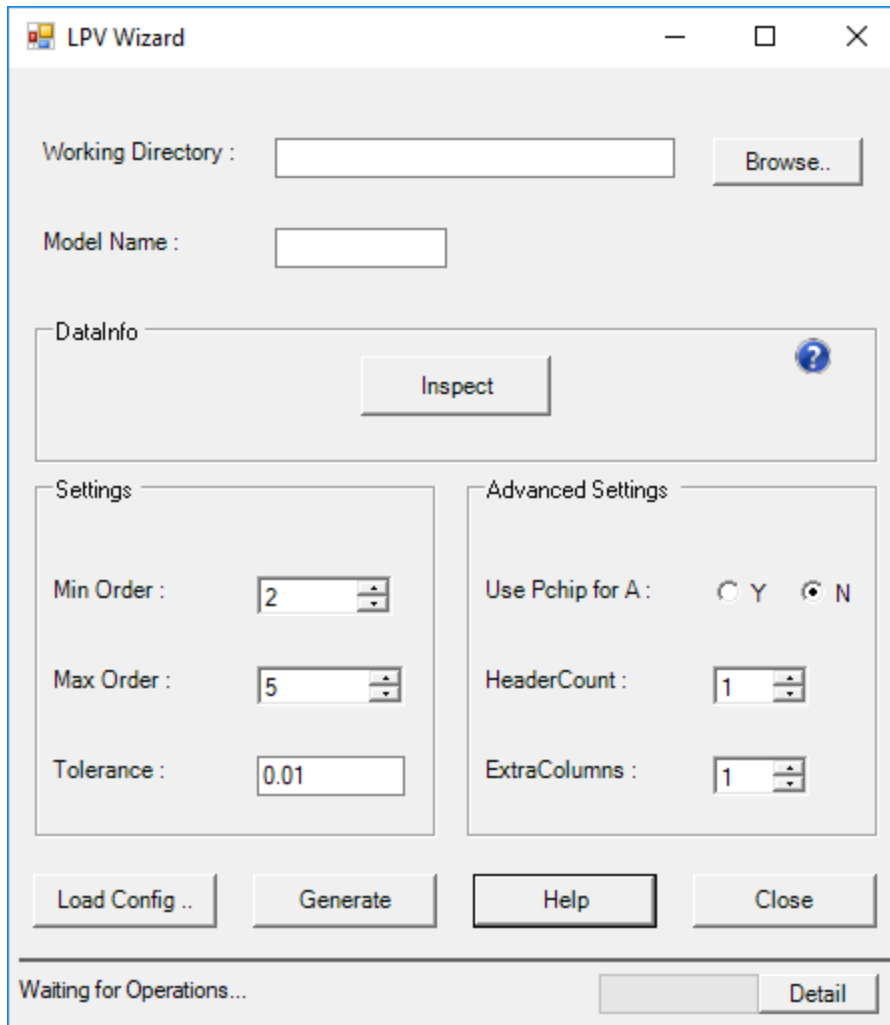 LPV Wizard
Working Directory :
Browse..
Model Name :
DataInfo
Inspect
?
Settings
Min Order :
2
Max Order :
5
Tolerance :
0.01
Advanced Settings
Use Pchip for A :
Y
N
HeaderCount :
1
ExtraColumns :
1
Load Config ..
Generate
Help
Close
Waiting for Operations...
Detail